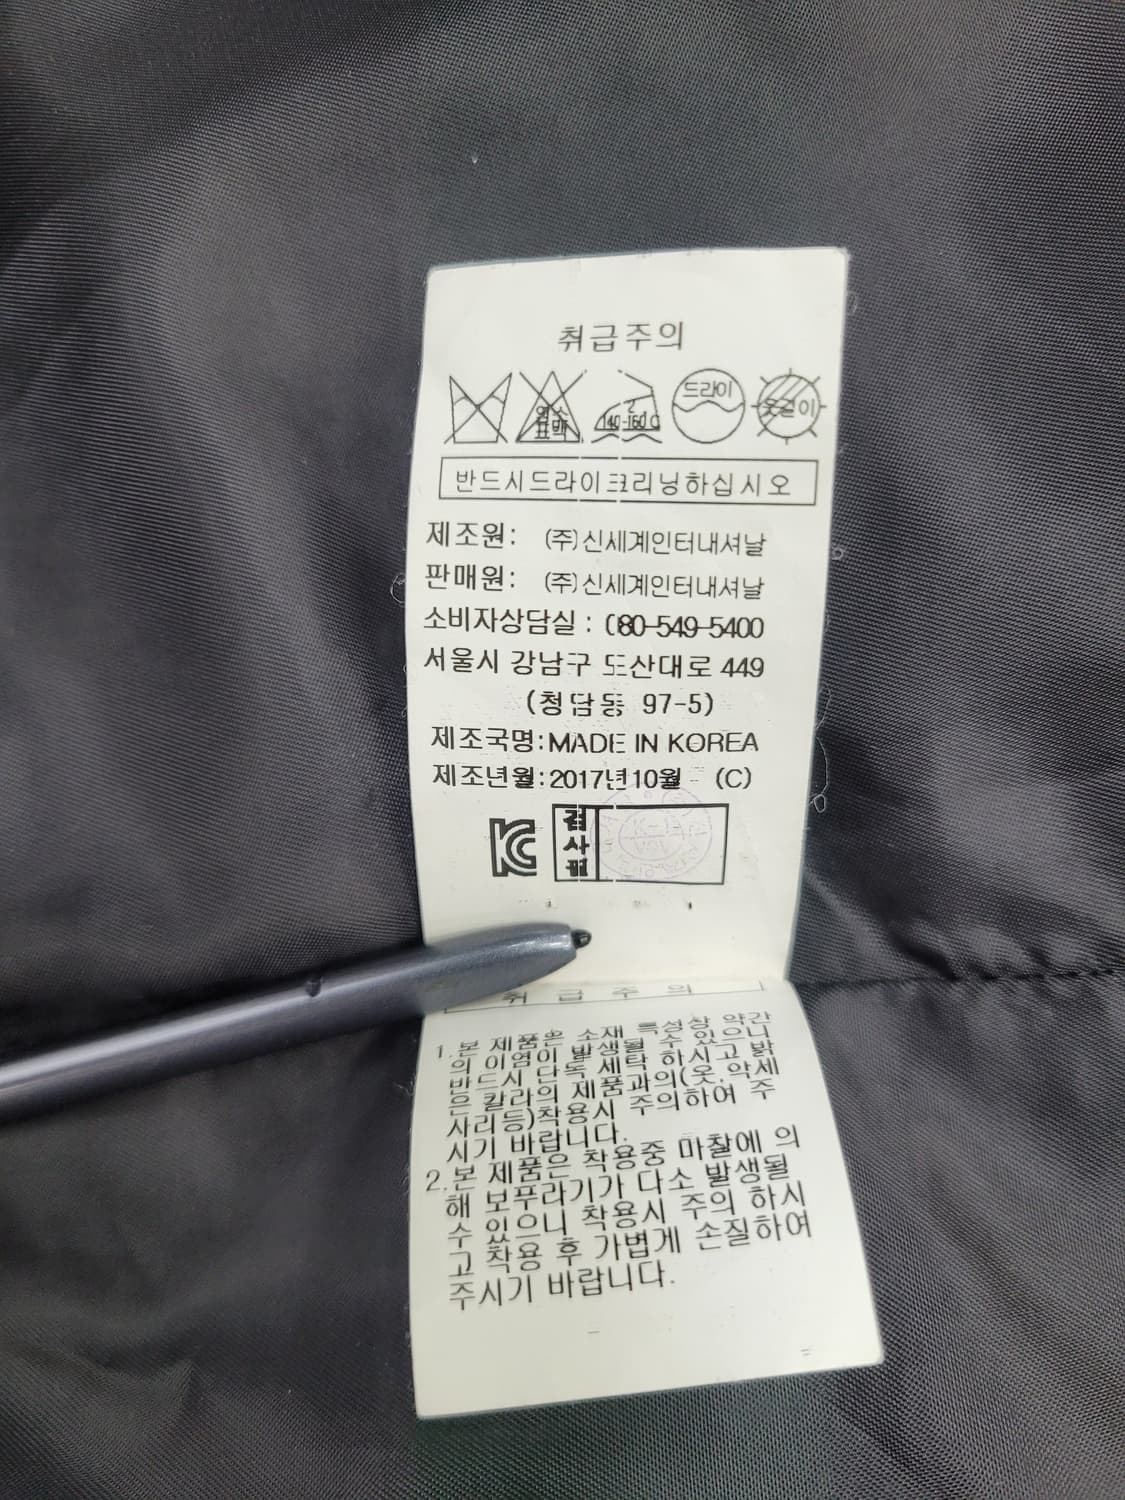 취급주의
염소
표백
2
140-160℃
드라이
옷걸이
반드시드라이크리닝하십시오
제조원: (주)신세계인터내셔날
판매원: (주)신세계인터내셔날
소비자상담실 : 080-549-5400
서울시 강남구 도산대로 449
(청담동 97-5)
제조국명:MADE IN KOREA
제조년월:2017년10월 (C)
검
사
필
취 급 주 의
1.본 제품은 소재 특성상 약간
의 이염이 발생될 수 있으니
반드시 단독 세탁 하시고 밝
은 칼라의 제품과의(옷,악세
사리등)착용시 주의하여 주
시기 바랍니다.
2.본 제품은 착용중 마찰에 의
해 보푸라기가 다소 발생될
수 있으니 착용시 주의 하시
고 착용 후 가볍게 손질하여
주시기 바랍니다.